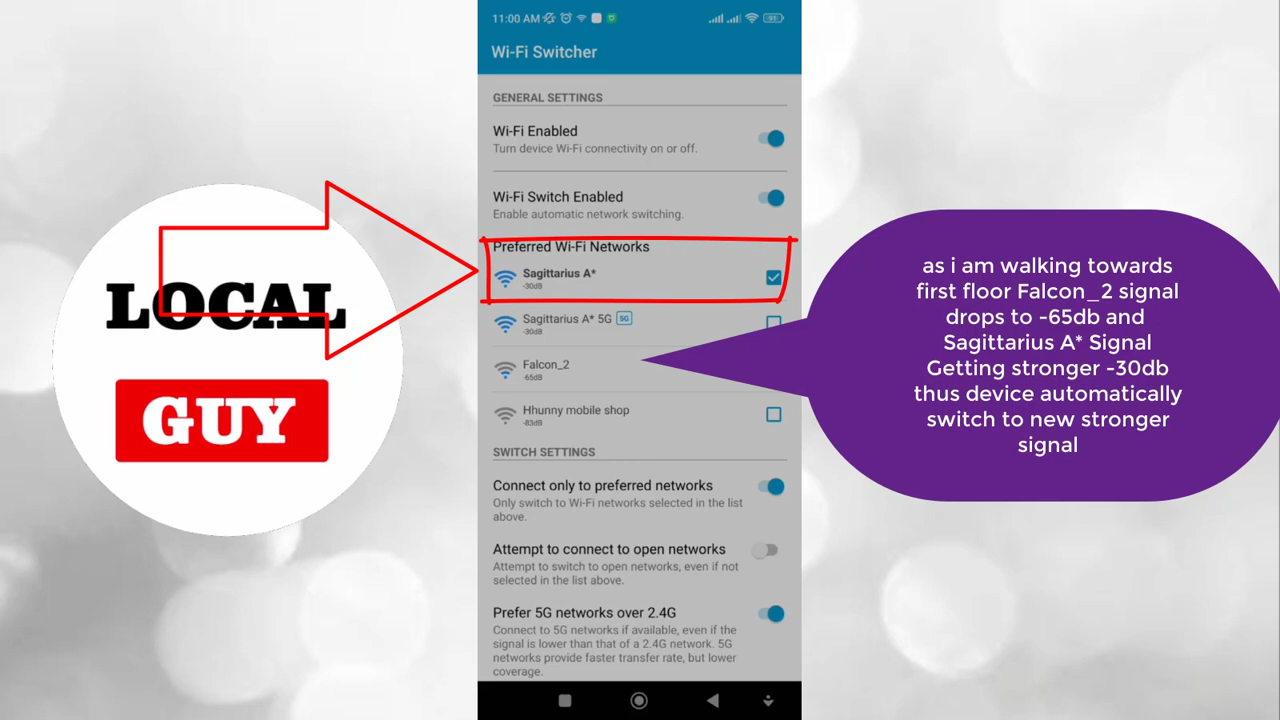 11:00 AM
Wi-Fi Switcher
GENERAL SETTINGS
Wi-Fi Enabled
Turn device Wi-Fi connectivity on or off.
Wi-Fi Switch Enabled
Enable automatic network switching.
Preferred Wi-Fi Networks
Sagittarius A*
-30dB
Sagittarius A* 5G 5G
-30dB
Falcon_2
-65dB
Hhunny mobile shop
-83dB
SWITCH SETTINGS
Connect only to preferred networks
Only switch to Wi-Fi networks selected in the list
above.
Attempt to connect to open networks
Attempt to switch to open networks, even if not
selected in the list above.
Prefer 5G networks over 2.4G
Connect to 5G networks if available, even if the
signal is lower than that of a 2.4G network. 5G
networks provide faster transfer rate, but lower
coverage.
LOCAL
GUY
as i am walking towards
first floor Falcon_2 signal
drops to -65db and
Sagittarius A* Signal
Getting stronger -30db
thus device automatically
switch to new stronger
signal